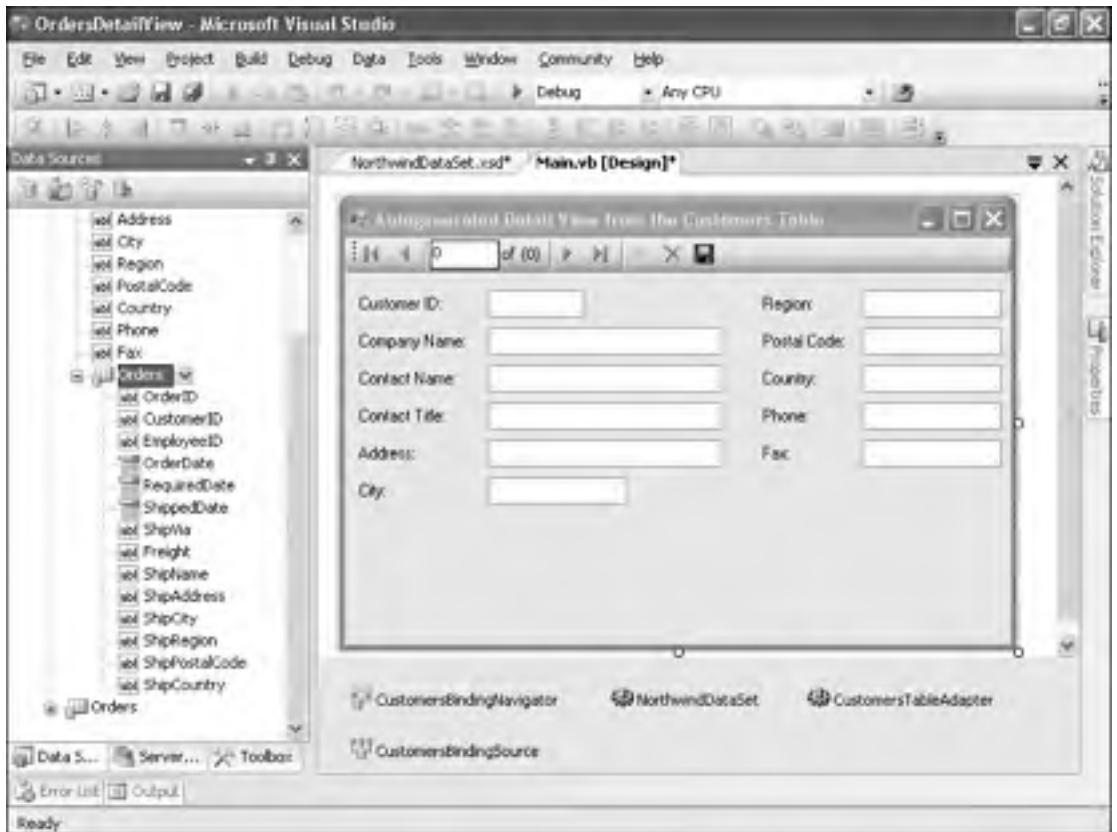 OrdersDetailView - Microsoft Visual Studio
File Edit View Project Build Debug Data Tools Window Community Help
Debug Any CPU
Data Sources
NorthwindDataSet.xsd* Main.vb [Design]*
Address
City
Region
PostalCode
Country
Phone
Fax
Orders
OrderID
CustomerID
EmployeeID
OrderDate
RequiredDate
ShippedDate
ShipVia
Freight
ShipName
ShipAddress
ShipCity
ShipRegion
ShipPostalCode
ShipCountry
Orders
Data S... Server... Toolbox
Autogenerated Detail View from the Customers Table
0 of {0}
Customer ID: Region:
Company Name: Postal Code:
Contact Name: Country:
Contact Title: Phone:
Address: Fax:
City:
CustomersBindingNavigator NorthwindDataSet CustomersTableAdapter
CustomersBindingSource
Solution Explorer
Properties
Error List Output
Ready